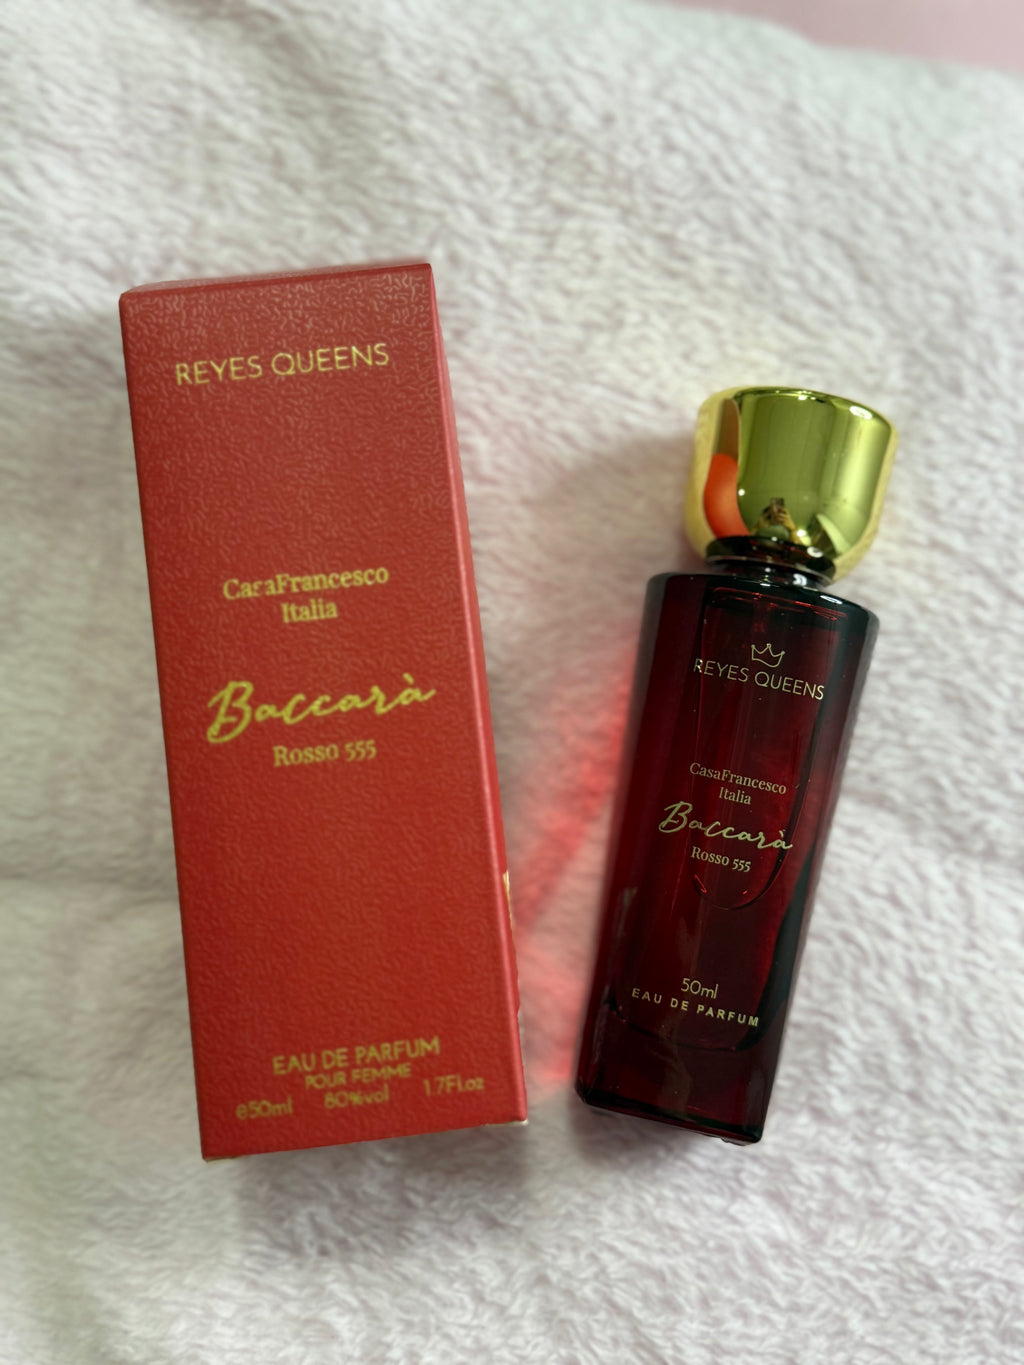 REYES QUEENS
CasaFrancesco
Italia
Baccarà
Rosso 555
EAU DE PARFUM
POUR FEMME
e50ml 80%vol 1.7Fl.oz
REYES QUEENS
CasaFrancesco
Italia
Baccarà
Rosso 555
50ml
EAU DE PARFUM